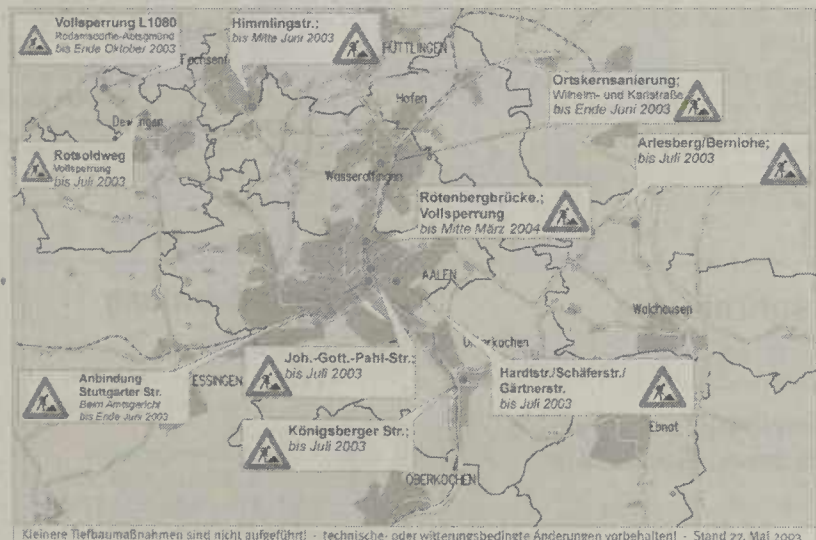 Vollsperrung L1080
bis Ende Oktober 2003
Himmlingstr.;
bis Mitte Juni 2003
HÜTTLINGEN
Fachsenf
Hofen
Ortskernsanierung;
Wilhelm- und Karlstraße
bis Ende Juni 2003
Dewangen
Rotsoldweg
Vollsperrung
bis Juli 2003
Wasseralfingen
Arlesberg/Bernlohe;
bis Juli 2003
Rötenbergbrücke.;
Vollsperrung
bis Mitte März 2004
AALEN
Waldhausen
Unterkochen
Anbindung
Stuttgarter Str.
Beim Amtsgericht
bis Ende Juni 2003
ESSINGEN
Joh.-Gott.-Pahl-Str.;
bis Juli 2003
Hardtstr./Schäferstr./
Gärtnerstr.
bis Juli 2003
Königsberger Str.;
bis Juli 2003
Ebnat
OBERKOCHEN
Kleinere Tiefbaumaßnahmen sind nicht aufgeführt! - technische- oder witterungsbedingte Änderungen vorbehalten! - Stand 27. Mai 2003